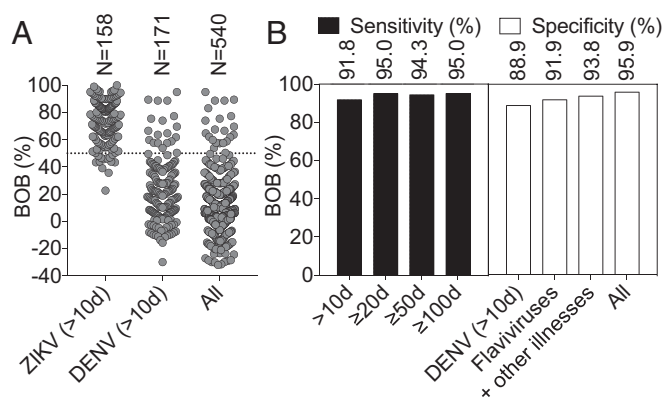 A
N=158
N=171
N=540
BOB (%)
100
80
60
40
20
0
-20
-40
ZIKV (>10d)
DENV (>10d)
All
B
Sensitivity (%)
Specificity (%)
91.8
95.0
94.3
95.0
88.9
91.9
93.8
95.9
BOB (%)
100
80
60
40
20
0
>10d
≥20d
≥50d
≥100d
DENV (>10d)
Flaviviruses
+ other illnesses
All